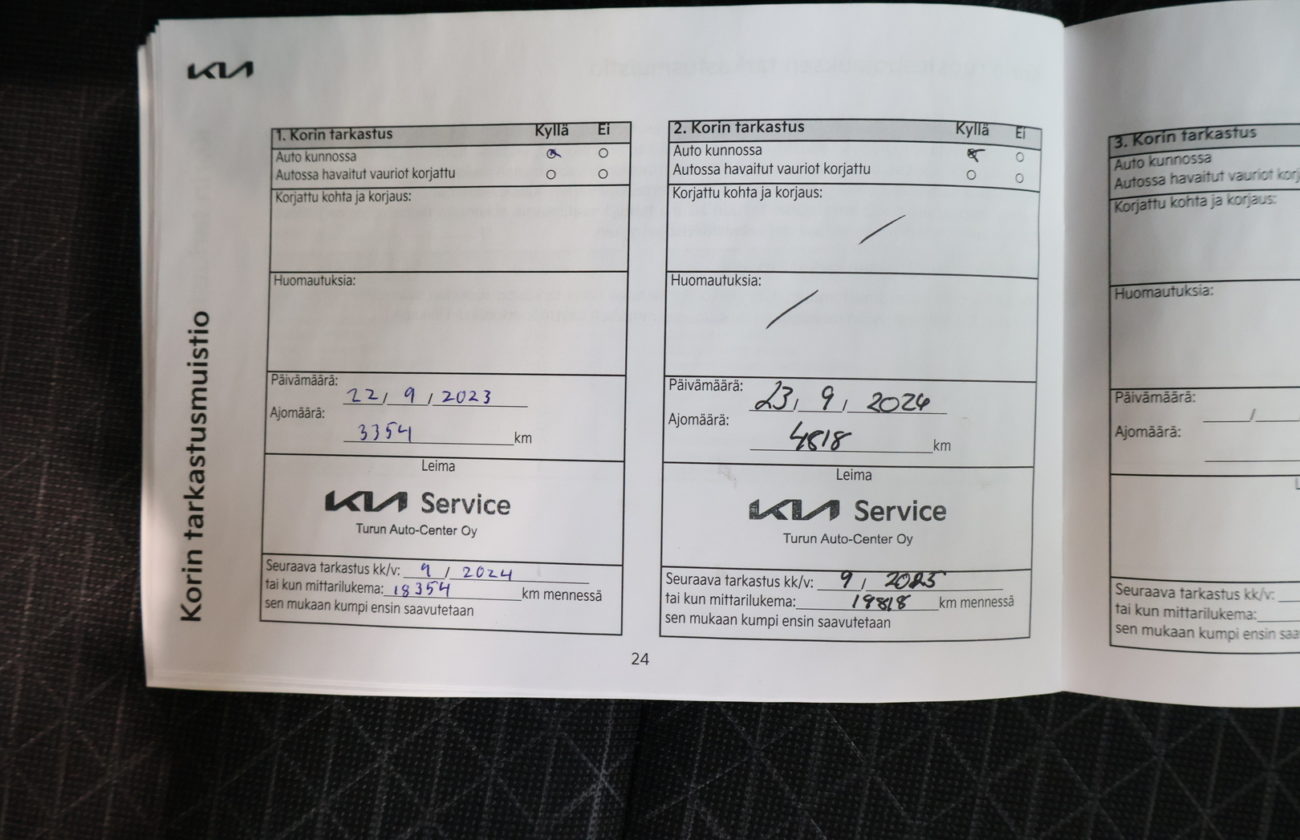 KIA
Korin tarkastusmuistio
1. Korin tarkastus Kyllä Ei
Auto kunnossa
Autossa havaitut vauriot korjattu
Korjattu kohta ja korjaus:
Huomautuksia:
Päivämäärä: 22 / 9 / 2023
Ajomäärä: 3354 km
Leima
KIA Service
Turun Auto-Center Oy
Seuraava tarkastus kk/v: 9 / 2024
tai kun mittarilukema: 18354 km mennessä
sen mukaan kumpi ensin saavutetaan
2. Korin tarkastus Kyllä Ei
Auto kunnossa
Autossa havaitut vauriot korjattu
Korjattu kohta ja korjaus:
Huomautuksia:
Päivämäärä: 23 / 9 / 2024
Ajomäärä: 4818 km
Leima
KIA Service
Turun Auto-Center Oy
Seuraava tarkastus kk/v: 9 / 2025
tai kun mittarilukema: 19818 km mennessä
sen mukaan kumpi ensin saavutetaan
24
3. Korin tarkastus
Auto kunnossa
Autossa havaitut vauriot
Korjattu kohta ja korjaus:
Huomautuksia:
Päivämäärä: /
Ajomäärä:
Seuraava tarkastus kk/v:
tai kun mittarilukema:
sen mukaan kumpi ensin